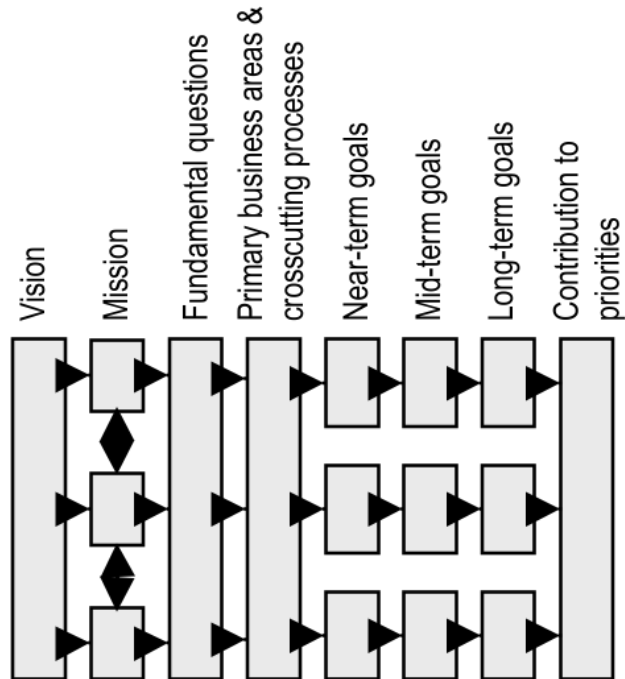 Vision
Mission
Fundamental questions
Primary business areas &
crosscutting processes
Near-term goals
Mid-term goals
Long-term goals
Contribution to
priorities